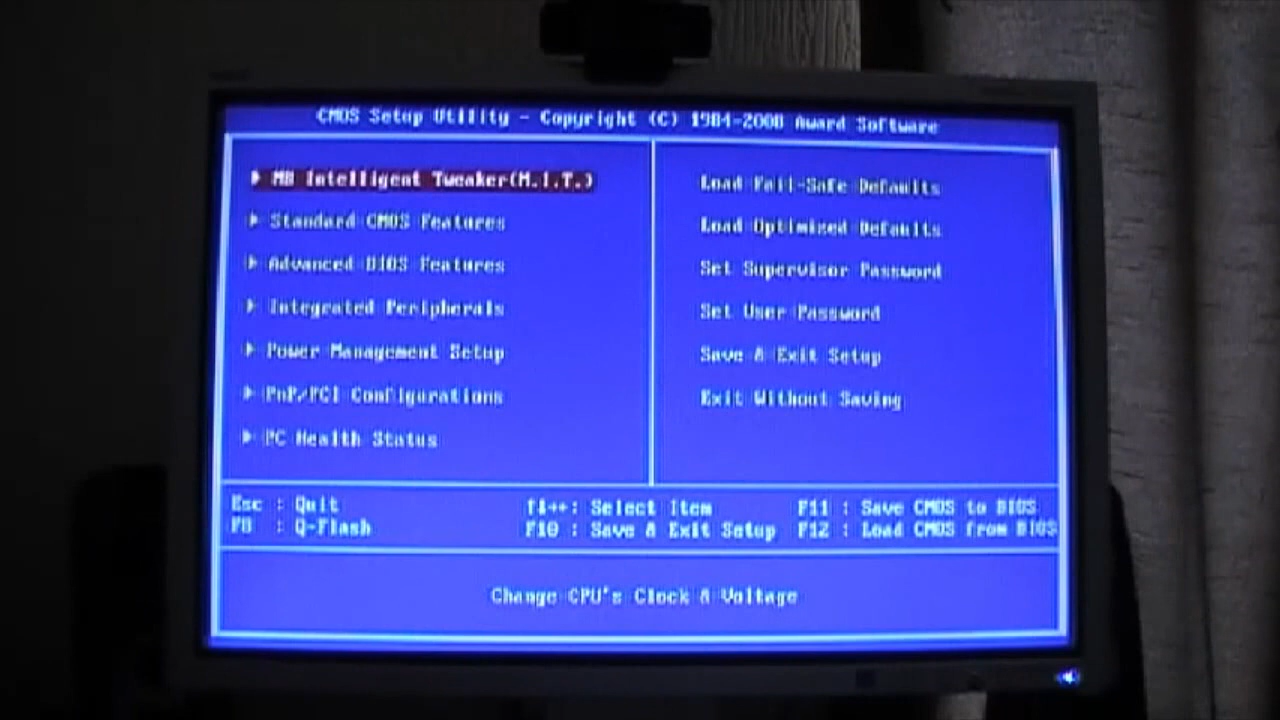 CMOS Setup Utility - Copyright (C) 1984-2008 Award Software
MB Intelligent Tweaker(M.I.T.)
Standard CMOS Features
Advanced BIOS Features
Integrated Peripherals
Power Management Setup
PnP/PCI Configurations
PC Health Status
Load Fail-Safe Defaults
Load Optimized Defaults
Set Supervisor Password
Set User Password
Save & Exit Setup
Exit Without Saving
Esc : Quit
F8 : Q-Flash
↑↓→←: Select Item
F10 : Save & Exit Setup
F11 : Save CMOS to BIOS
F12 : Load CMOS from BIOS
Change CPU's Clock & Voltage